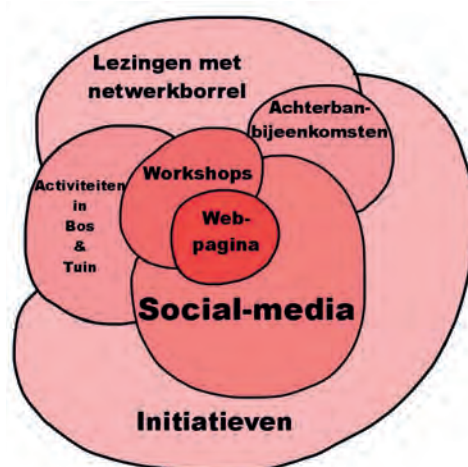 Lezingen met
netwerkborrel
Achterban-
bijeenkomsten
Workshops
Activiteiten
in
Bos
&
Tuin
Web-
pagina
Social-media
Initiatieven